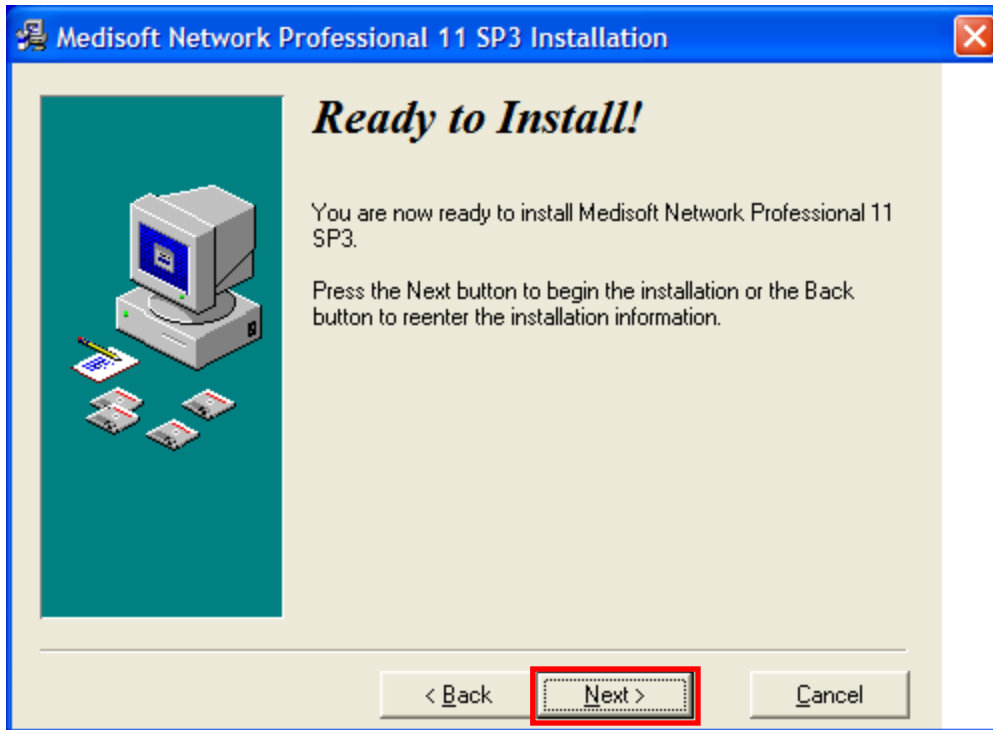 Medisoft Network Professional 11 SP3 Installation
Ready to Install!
You are now ready to install Medisoft Network Professional 11
SP3.
Press the Next button to begin the installation or the Back
button to reenter the installation information.
< Back Next > Cancel